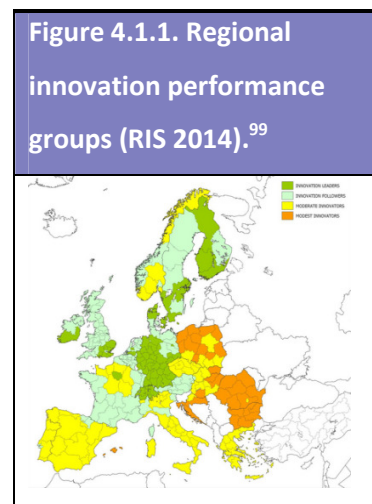 Figure 4.1.1. Regional
innovation performance
groups (RIS 2014).99
INNOVATION LEADERS
INNOVATION FOLLOWERS
MODERATE INNOVATORS
MODEST INNOVATORS